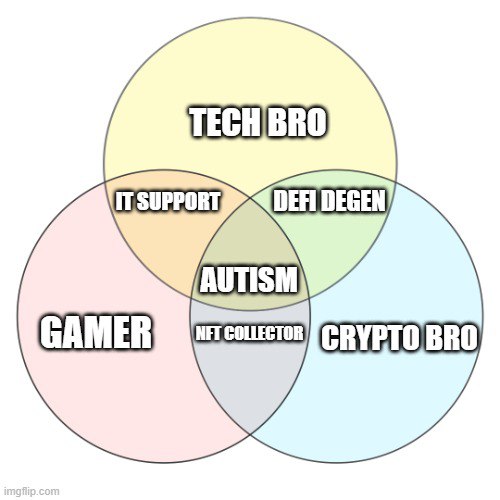 TECH BRO
IT SUPPORT
DEFI DEGEN
AUTISM
GAMER
NFT COLLECTOR
CRYPTO BRO
imgflip.com